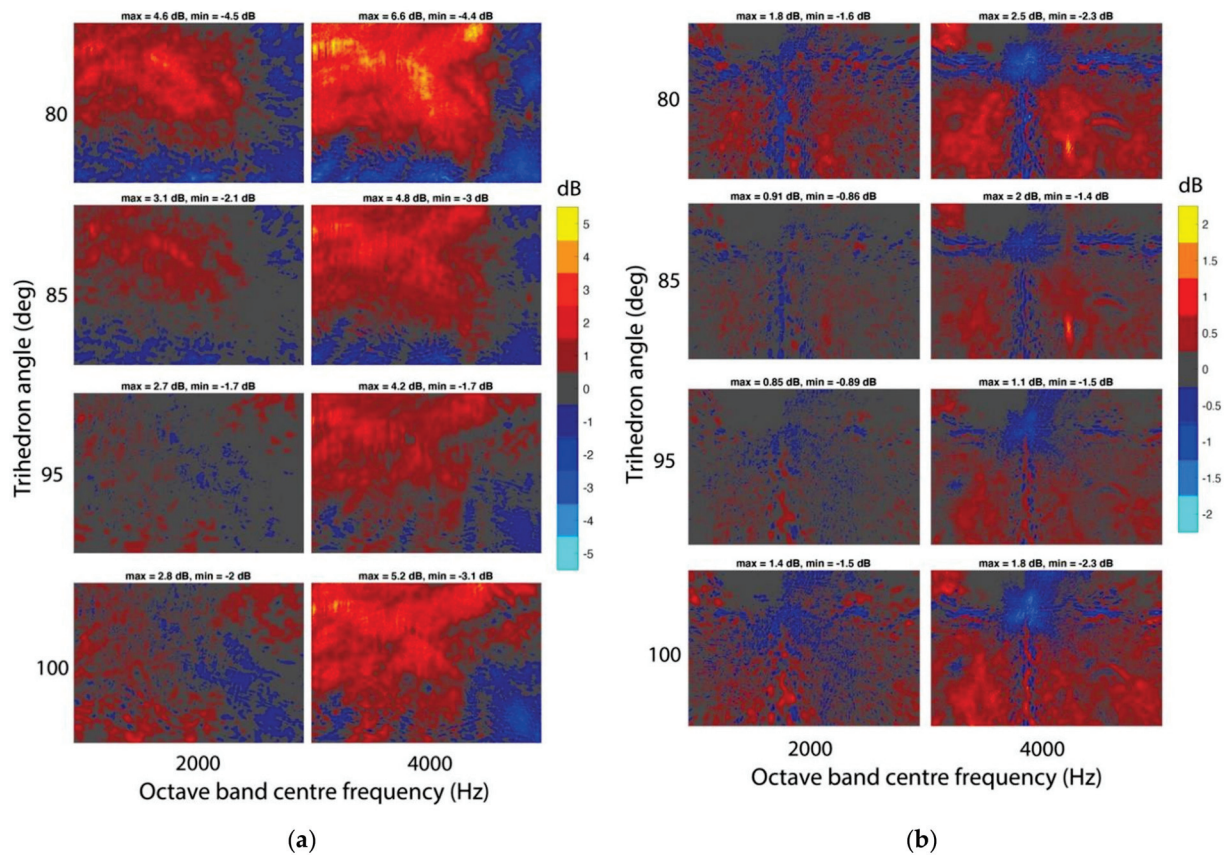 max = 4.6 dB, min = -4.5 dB
max = 6.6 dB, min = -4.4 dB
80
max = 3.1 dB, min = -2.1 dB
max = 4.8 dB, min = -3 dB
85
max = 2.7 dB, min = -1.7 dB
max = 4.2 dB, min = -1.7 dB
95
max = 2.8 dB, min = -2 dB
max = 5.2 dB, min = -3.1 dB
100
Trihedron angle (deg)
2000
4000
Octave band centre frequency (Hz)
dB
5
4
3
2
1
0
-1
-2
-3
-4
-5
(a)
max = 1.8 dB, min = -1.6 dB
max = 2.5 dB, min = -2.3 dB
80
max = 0.91 dB, min = -0.86 dB
max = 2 dB, min = -1.4 dB
85
max = 0.85 dB, min = -0.89 dB
max = 1.1 dB, min = -1.5 dB
95
max = 1.4 dB, min = -1.5 dB
max = 1.8 dB, min = -2.3 dB
100
Trihedron angle (deg)
2000
4000
Octave band centre frequency (Hz)
dB
2
1.5
1
0.5
0
-0.5
-1
-1.5
-2
(b)